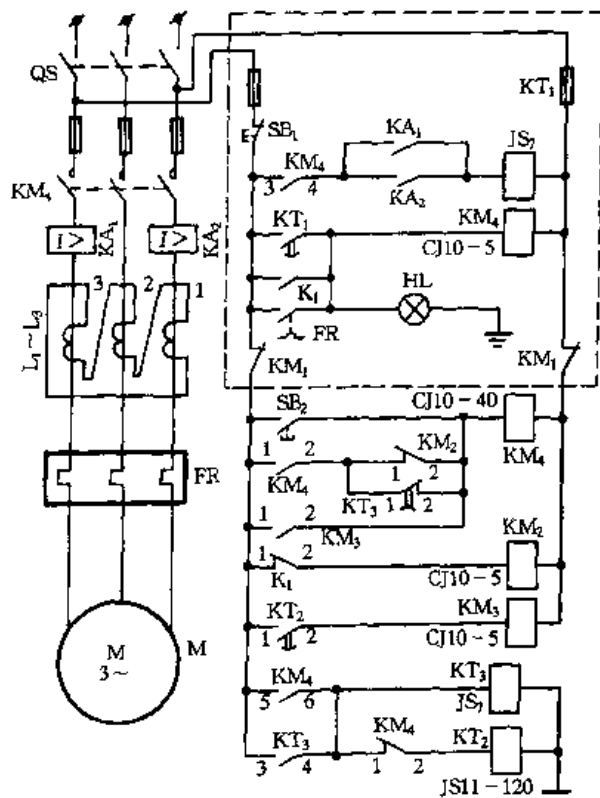 QS
KM₄
I> KA₁
I> KA₂
L₁~L₃
3 2 1
FR
M
3~
M
SB₁
KT₁
KA₁
JS₇
KM₄
3 4
KA₂
KT₁
KM₄
CJ10-5
K₁
HL
FR
KM₁
KM₁
SB₂
CJ10-40
KM₄
1 2
KM₄
KM₂
1 2
KT₃
1 2
1 2
KM₃
1 2
K₁
KM₂
CJ10-5
KT₂
1 2
KM₃
CJ10-5
KM₄
5 6
KT₃
JS₇
KT₃
3 4
KM₄
1 2
KT₂
JS11-120